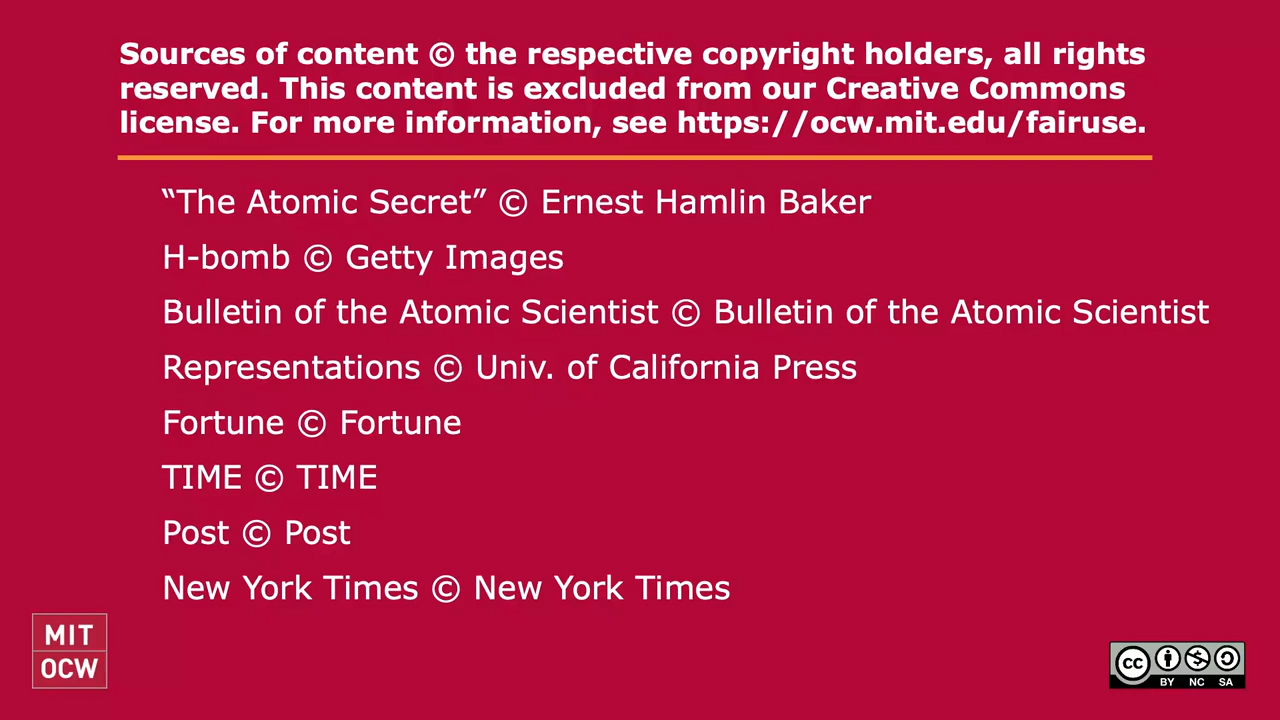 Sources of content © the respective copyright holders, all rights
reserved. This content is excluded from our Creative Commons
license. For more information, see https://ocw.mit.edu/fairuse.
“The Atomic Secret” © Ernest Hamlin Baker
H-bomb © Getty Images
Bulletin of the Atomic Scientist © Bulletin of the Atomic Scientist
Representations © Univ. of California Press
Fortune © Fortune
TIME © TIME
Post © Post
New York Times © New York Times
MIT
OCW
cc
BY NC SA